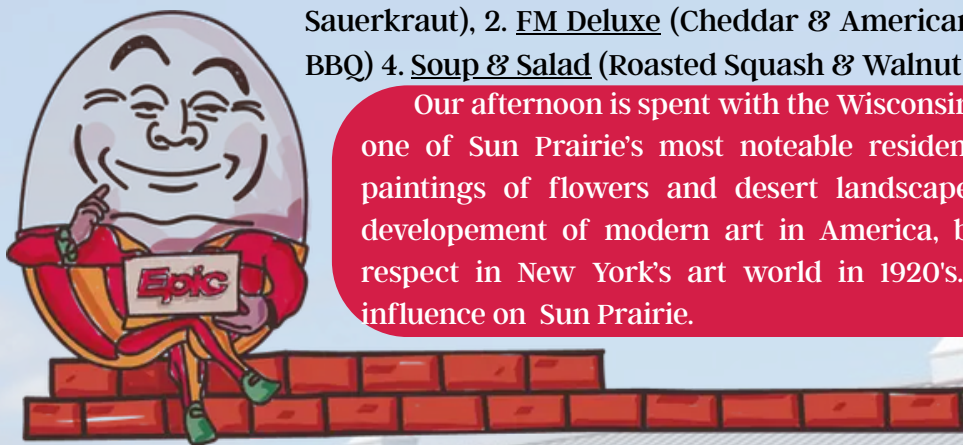 Sauerkraut), 2. FM Deluxe (Cheddar & American
BBQ) 4. Soup & Salad (Roasted Squash & Walnut
Our afternoon is spent with the Wisconsin
one of Sun Prairie's most noteable residen
paintings of flowers and desert landscape
developement of modern art in America, b
respect in New York's art world in 1920's.
influence on Sun Prairie.
Epic